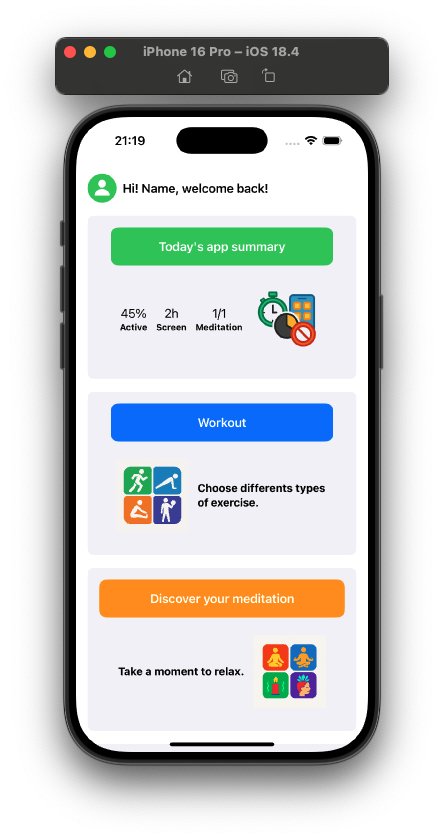 iPhone 16 Pro – iOS 18.4
21:19
Hi! Name, welcome back!
Today's app summary
45% 2h 1/1
Active Screen Meditation
Workout
Choose differents types
of exercise.
Discover your meditation
Take a moment to relax.